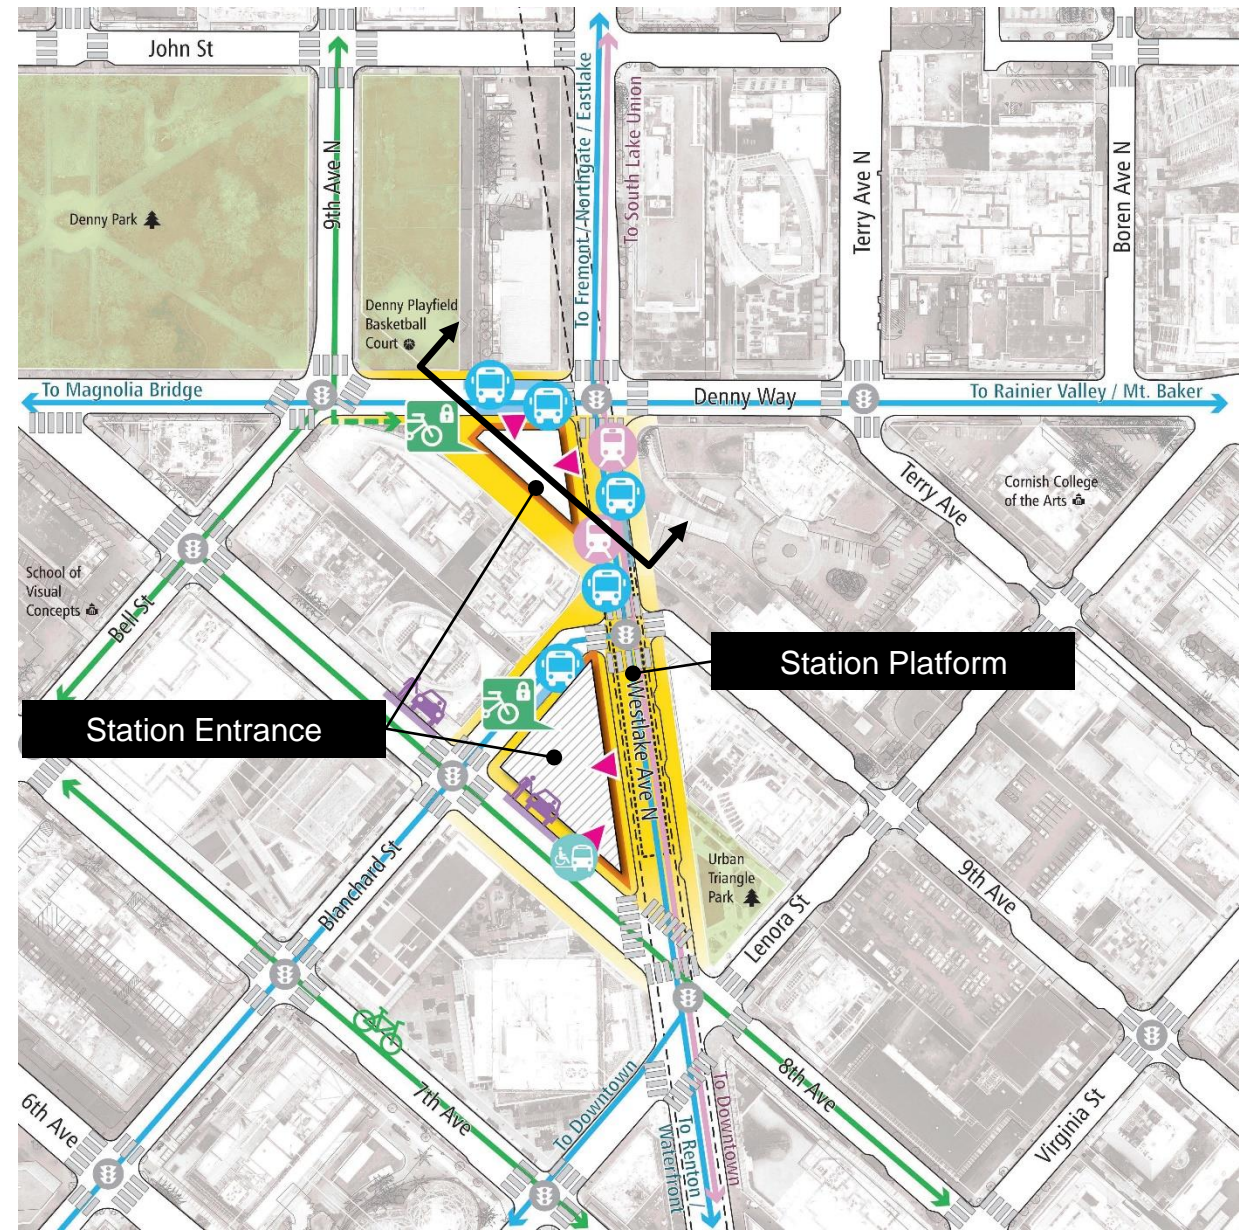 John St
9th Ave N
To Fremont / Northgate / Eastlake
To South Lake Union
Terry Ave N
Boren Ave N
Denny Park
Denny Playfield
Basketball
Court
To Magnolia Bridge
Denny Way
To Rainier Valley / Mt. Baker
Terry Ave
Cornish College
of the Arts
School of
Visual
Concepts
Bell St
Station Platform
Westlake Ave N
Station Entrance
Urban
Triangle
Park
Blanchard St
Lenora St
9th Ave
8th Ave
7th Ave
6th Ave
Virginia St
To Downtown
To Renton /
Waterfront
To Downtown